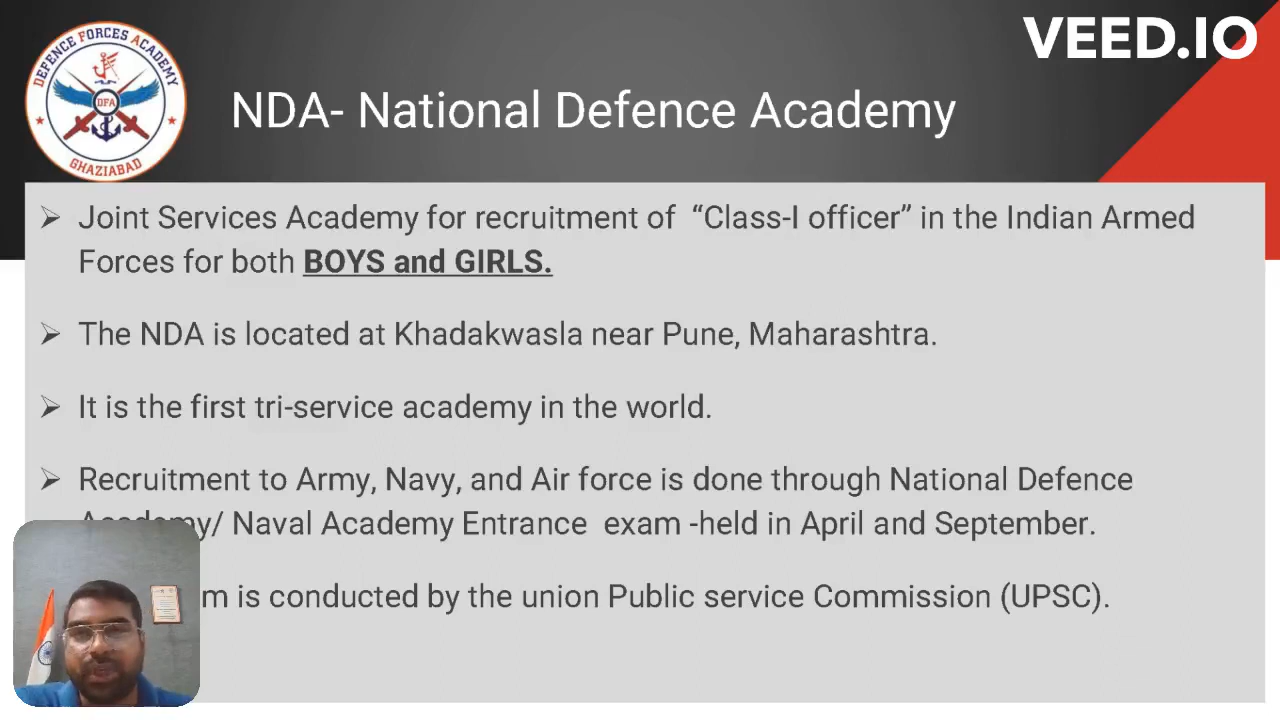 DEFENCE FORCES ACADEMY
DFA
GHAZIABAD
VEED.IO
NDA- National Defence Academy
➢ Joint Services Academy for recruitment of “Class-I officer” in the Indian Armed
Forces for both BOYS and GIRLS.
➢ The NDA is located at Khadakwasla near Pune, Maharashtra.
➢ It is the first tri-service academy in the world.
➢ Recruitment to Army, Navy, and Air force is done through National Defence
Academy/ Naval Academy Entrance exam -held in April and September.
m is conducted by the union Public service Commission (UPSC).